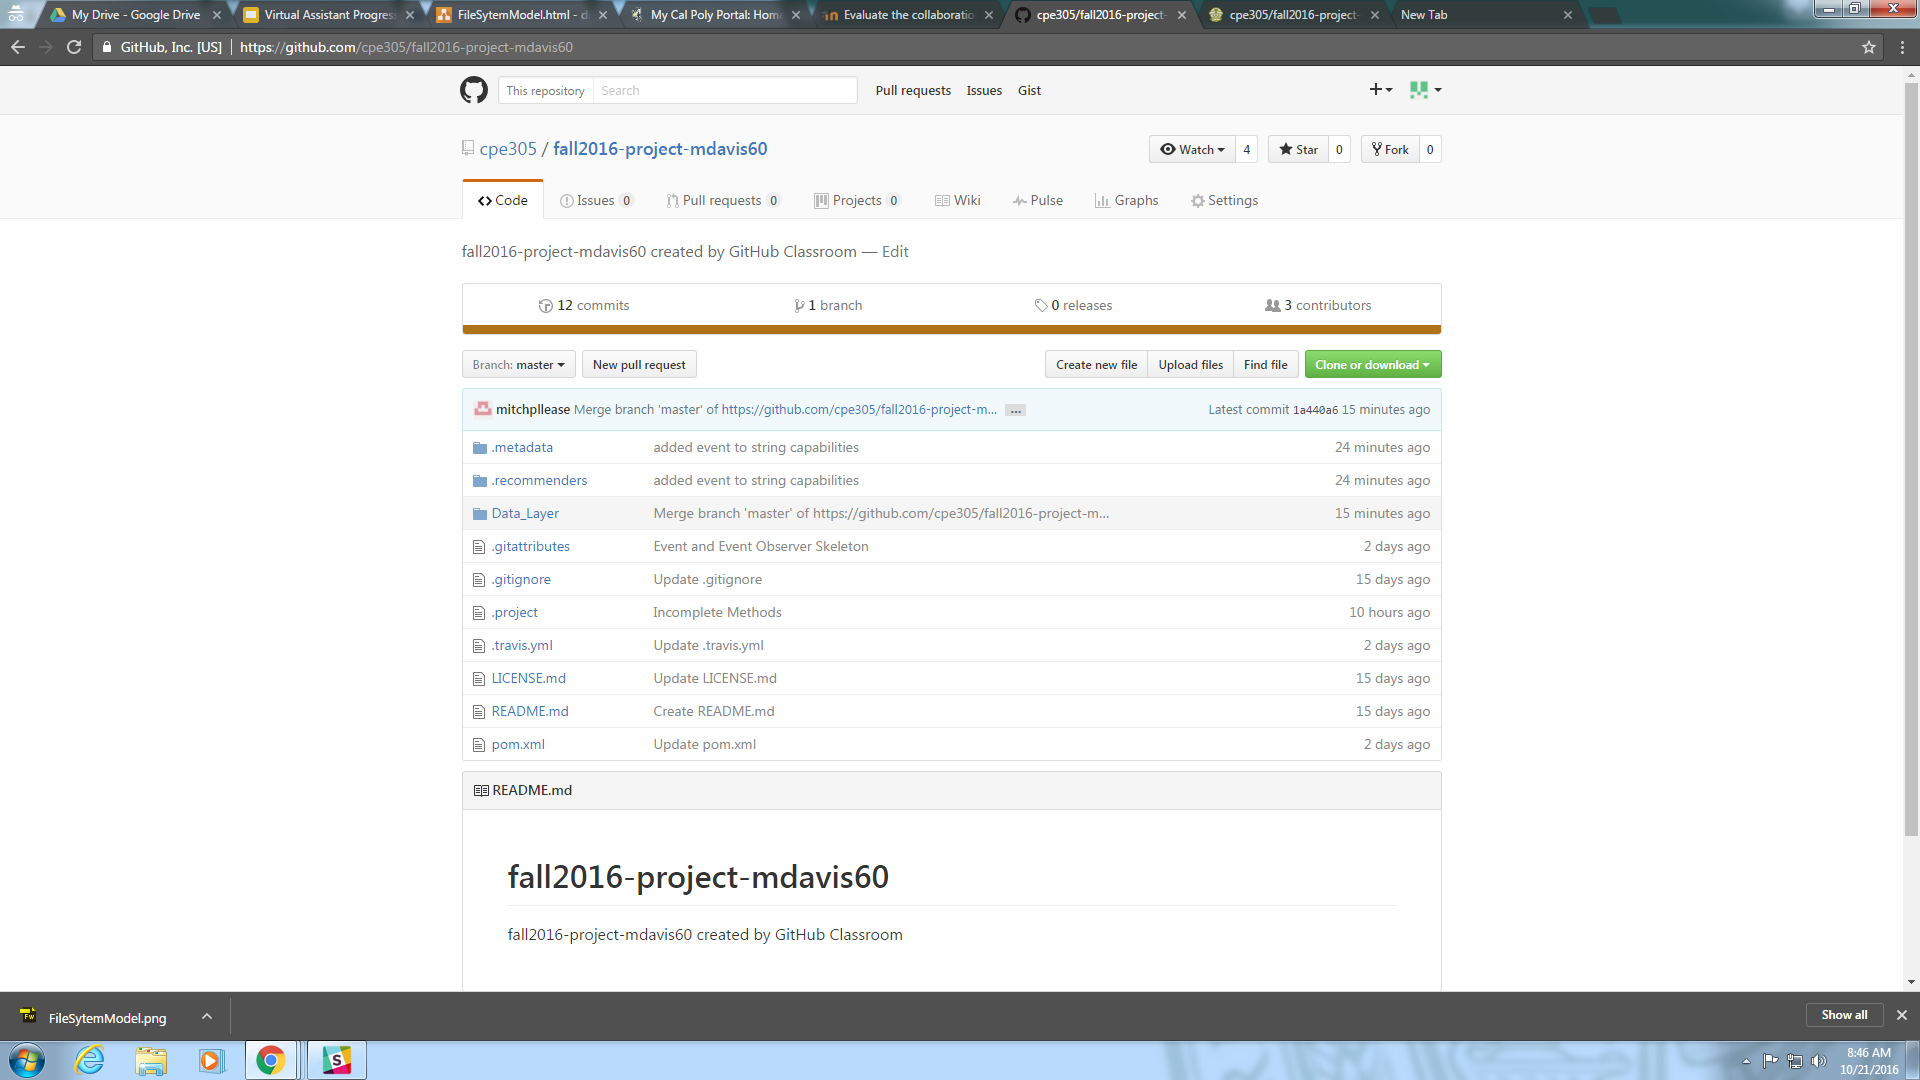 My Drive - Google Drive
Virtual Assistant Progres
FileSytemModel.html - d
My Cal Poly Portal: Hom
Evaluate the collaboratio
cpe305/fall2016-project-
cpe305/fall2016-project-
New Tab
GitHub, Inc. [US] https://github.com/cpe305/fall2016-project-mdavis60
This repository Search Pull requests Issues Gist
cpe305 / fall2016-project-mdavis60
Watch 4 Star 0 Fork 0
Code Issues 0 Pull requests 0 Projects 0 Wiki Pulse Graphs Settings
fall2016-project-mdavis60 created by GitHub Classroom — Edit
12 commits 1 branch 0 releases 3 contributors
Branch: master New pull request Create new file Upload files Find file Clone or download
mitchpllease Merge branch 'master' of https://github.com/cpe305/fall2016-project-m... ... Latest commit 1a440a6 15 minutes ago
.metadata added event to string capabilities 24 minutes ago
.recommenders added event to string capabilities 24 minutes ago
Data_Layer Merge branch 'master' of https://github.com/cpe305/fall2016-project-m... 15 minutes ago
.gitattributes Event and Event Observer Skeleton 2 days ago
.gitignore Update .gitignore 15 days ago
.project Incomplete Methods 10 hours ago
.travis.yml Update .travis.yml 2 days ago
LICENSE.md Update LICENSE.md 15 days ago
README.md Create README.md 15 days ago
pom.xml Update pom.xml 2 days ago
README.md
fall2016-project-mdavis60
fall2016-project-mdavis60 created by GitHub Classroom
FileSytemModel.png
Show all
8:46 AM
10/21/2016